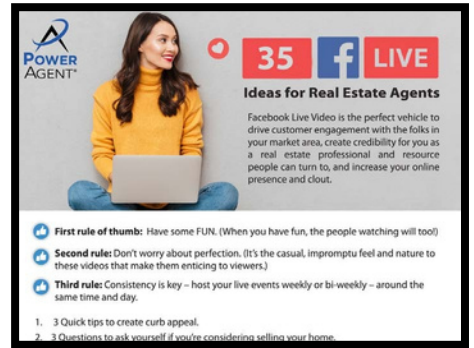 POWER
AGENT®
35 f LIVE
Ideas for Real Estate Agents
Facebook Live Video is the perfect vehicle to
drive customer engagement with the folks in
your market area, create credibility for you as
a real estate professional and resource
people can turn to, and increase your online
presence and clout.
First rule of thumb: Have some FUN. (When you have fun, the people watching will too!)
Second rule: Don't worry about perfection. (It's the casual, impromptu feel and nature to
these videos that make them enticing to viewers.)
Third rule: Consistency is key – host your live events weekly or bi-weekly – around the
same time and day.
1. 3 Quick tips to create curb appeal.
2. 3 Questions to ask yourself if you're considering selling your home.